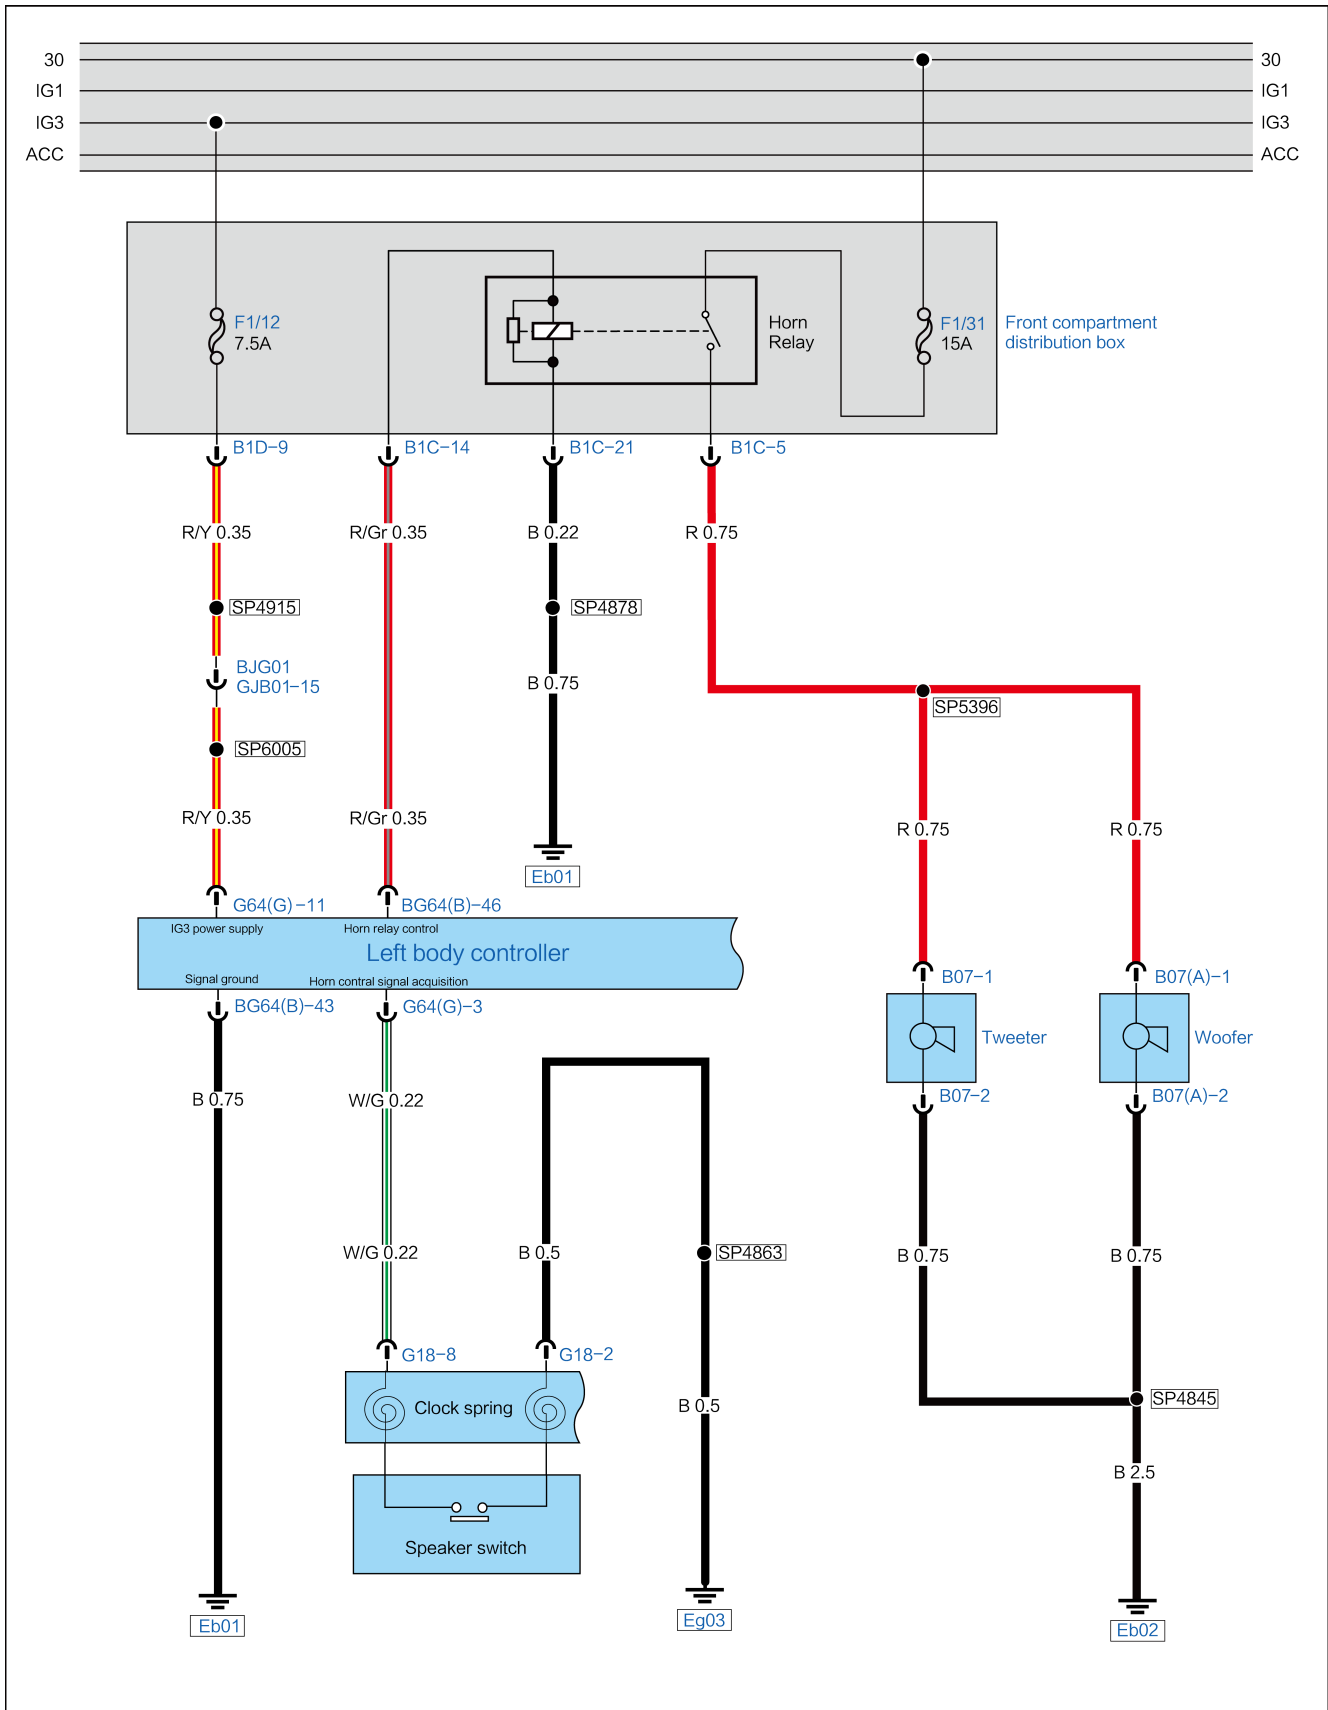 30
30
IG1
IG1
IG3
IG3
ACC
ACC
F1/12
7.5A
Horn
Relay
F1/31
15A
Front compartment
distribution box
B1D-9
B1C-14
B1C-21
B1C-5
R/Y 0.35
R/Gr 0.35
B 0.22
R 0.75
SP4915
SP4878
BJG01
GJB01-15
B 0.75
SP5396
SP6005
R/Y 0.35
R/Gr 0.35
R 0.75
R 0.75
Eb01
G64(G)-11
BG64(B)-46
IG3 power supply
Horn relay control
Left body controller
Signal ground
Horn contral signal acquisition
B07-1
B07(A)-1
BG64(B)-43
G64(G)-3
Tweeter
Woofer
B 0.75
W/G 0.22
B07-2
B07(A)-2
W/G 0.22
B 0.5
SP4863
B 0.75
B 0.75
G18-8
G18-2
Clock spring
B 0.5
SP4845
B 2.5
Speaker switch
Eb01
Eg03
Eb02